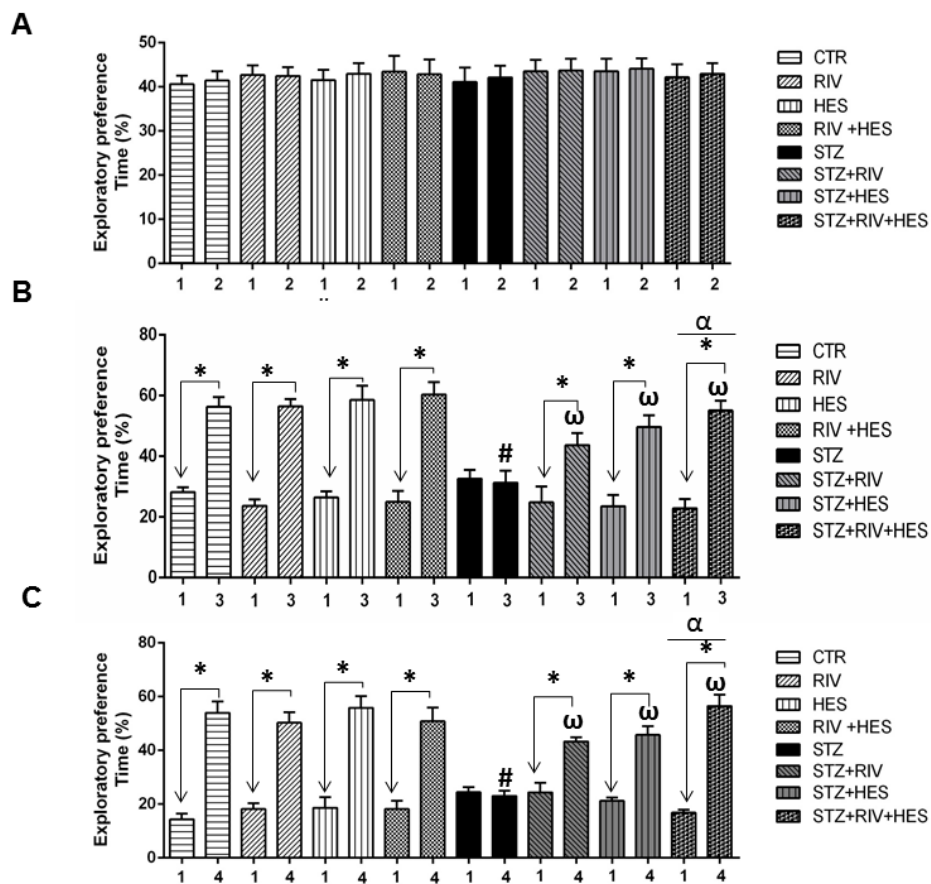 A
Exploratory preference
Time (%)
50
40
30
20
10
0
1 2 1 2 1 2 1 2 1 2 1 2 1 2 1 2
CTR
RIV
HES
RIV +HES
STZ
STZ+RIV
STZ+HES
STZ+RIV+HES
B
Exploratory preference
Time (%)
80
60
40
20
0
α
* * * * * * *
# ω ω
1 3 1 3 1 3 1 3 1 3 1 3 1 3 1 3
CTR
RIV
HES
RIV +HES
STZ
STZ+RIV
STZ+HES
STZ+RIV+HES
C
Exploratory preference
Time (%)
80
60
40
20
0
α
* * * * * * *
# ω ω ω
1 4 1 4 1 4 1 4 1 4 1 4 1 4 1 4
CTR
RIV
HES
RIV +HES
STZ
STZ+RIV
STZ+HES
STZ+RIV+HES